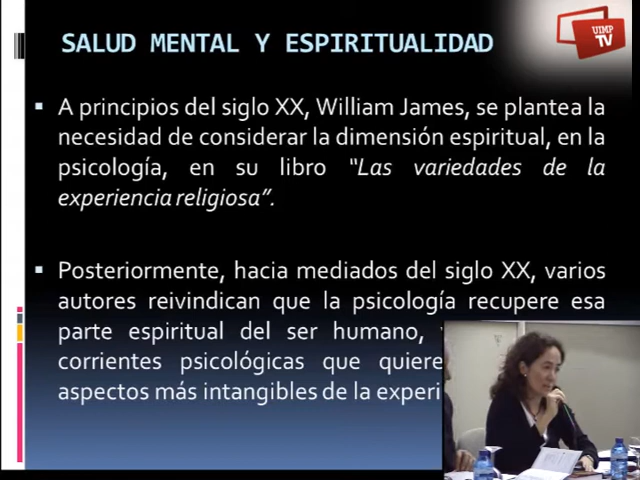 UIMP
TV
SALUD MENTAL Y ESPIRITUALIDAD
A principios del siglo XX, William James, se plantea la
necesidad de considerar la dimensión espiritual, en la
psicología, en su libro “Las variedades de la
experiencia religiosa”.
Posteriormente, hacia mediados del siglo XX, varios
autores reivindican que la psicología recupere esa
parte espiritual del ser humano,
corrientes psicológicas que
aspectos más intangibles de la